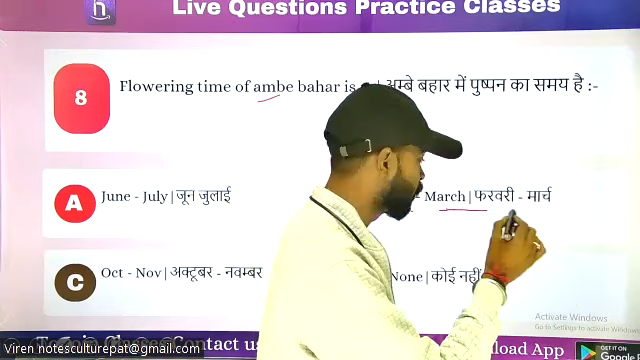 Live Questions Practice Classes
8
Flowering time of ambe bahar is अम्बे बहार में पुष्पन का समय है :-
A
June - July | जून जुलाई
- March | फरवरी - मार्च
C
Oct - Nov | अक्टूबर - नवम्बर
None | कोई नहीं
Activate Windows
Go to Settings to activate Windows.
Viren notesculturepat@gmail.com
App
GET IT ON
Google